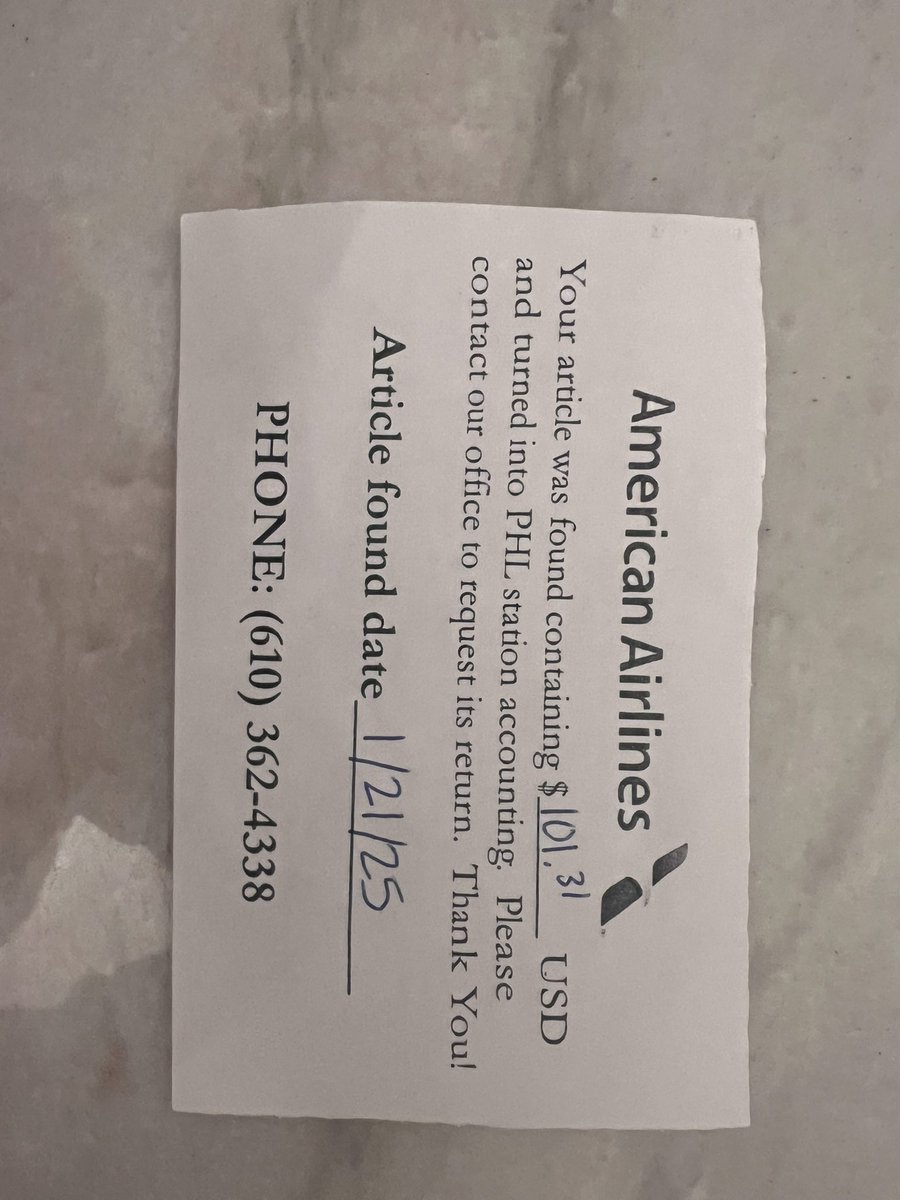 American Airlines
Your article was found containing $101.31 USD
and turned into PHL station accounting. Please
contact our office to request its return. Thank You!
Article found date 1/21/25
PHONE: (610) 362-4338